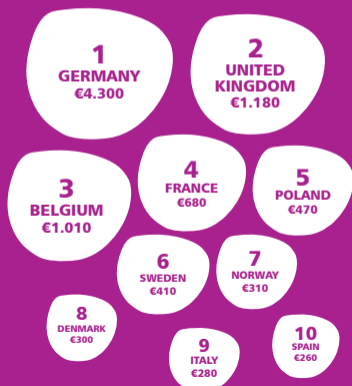 1
GERMANY
€4.300
2
UNITED
KINGDOM
€1.180
3
BELGIUM
€1.010
4
FRANCE
€680
5
POLAND
€470
6
SWEDEN
€410
7
NORWAY
€310
8
DENMARK
€300
9
ITALY
€280
10
SPAIN
€260